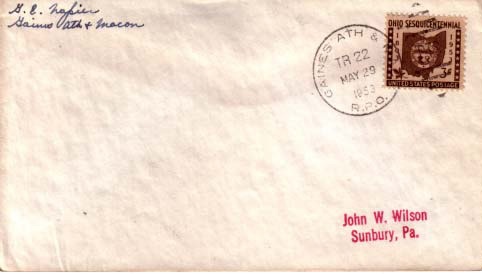 G. E. Napier
Gaines Ath & Macon
GAINES ATH &
TR 22
MAY 29
1953
R.P.O.
OHIO SESQUICENTENNIAL
1803 1953
3¢
UNITED STATES POSTAGE
John W. Wilson
Sunbury, Pa.